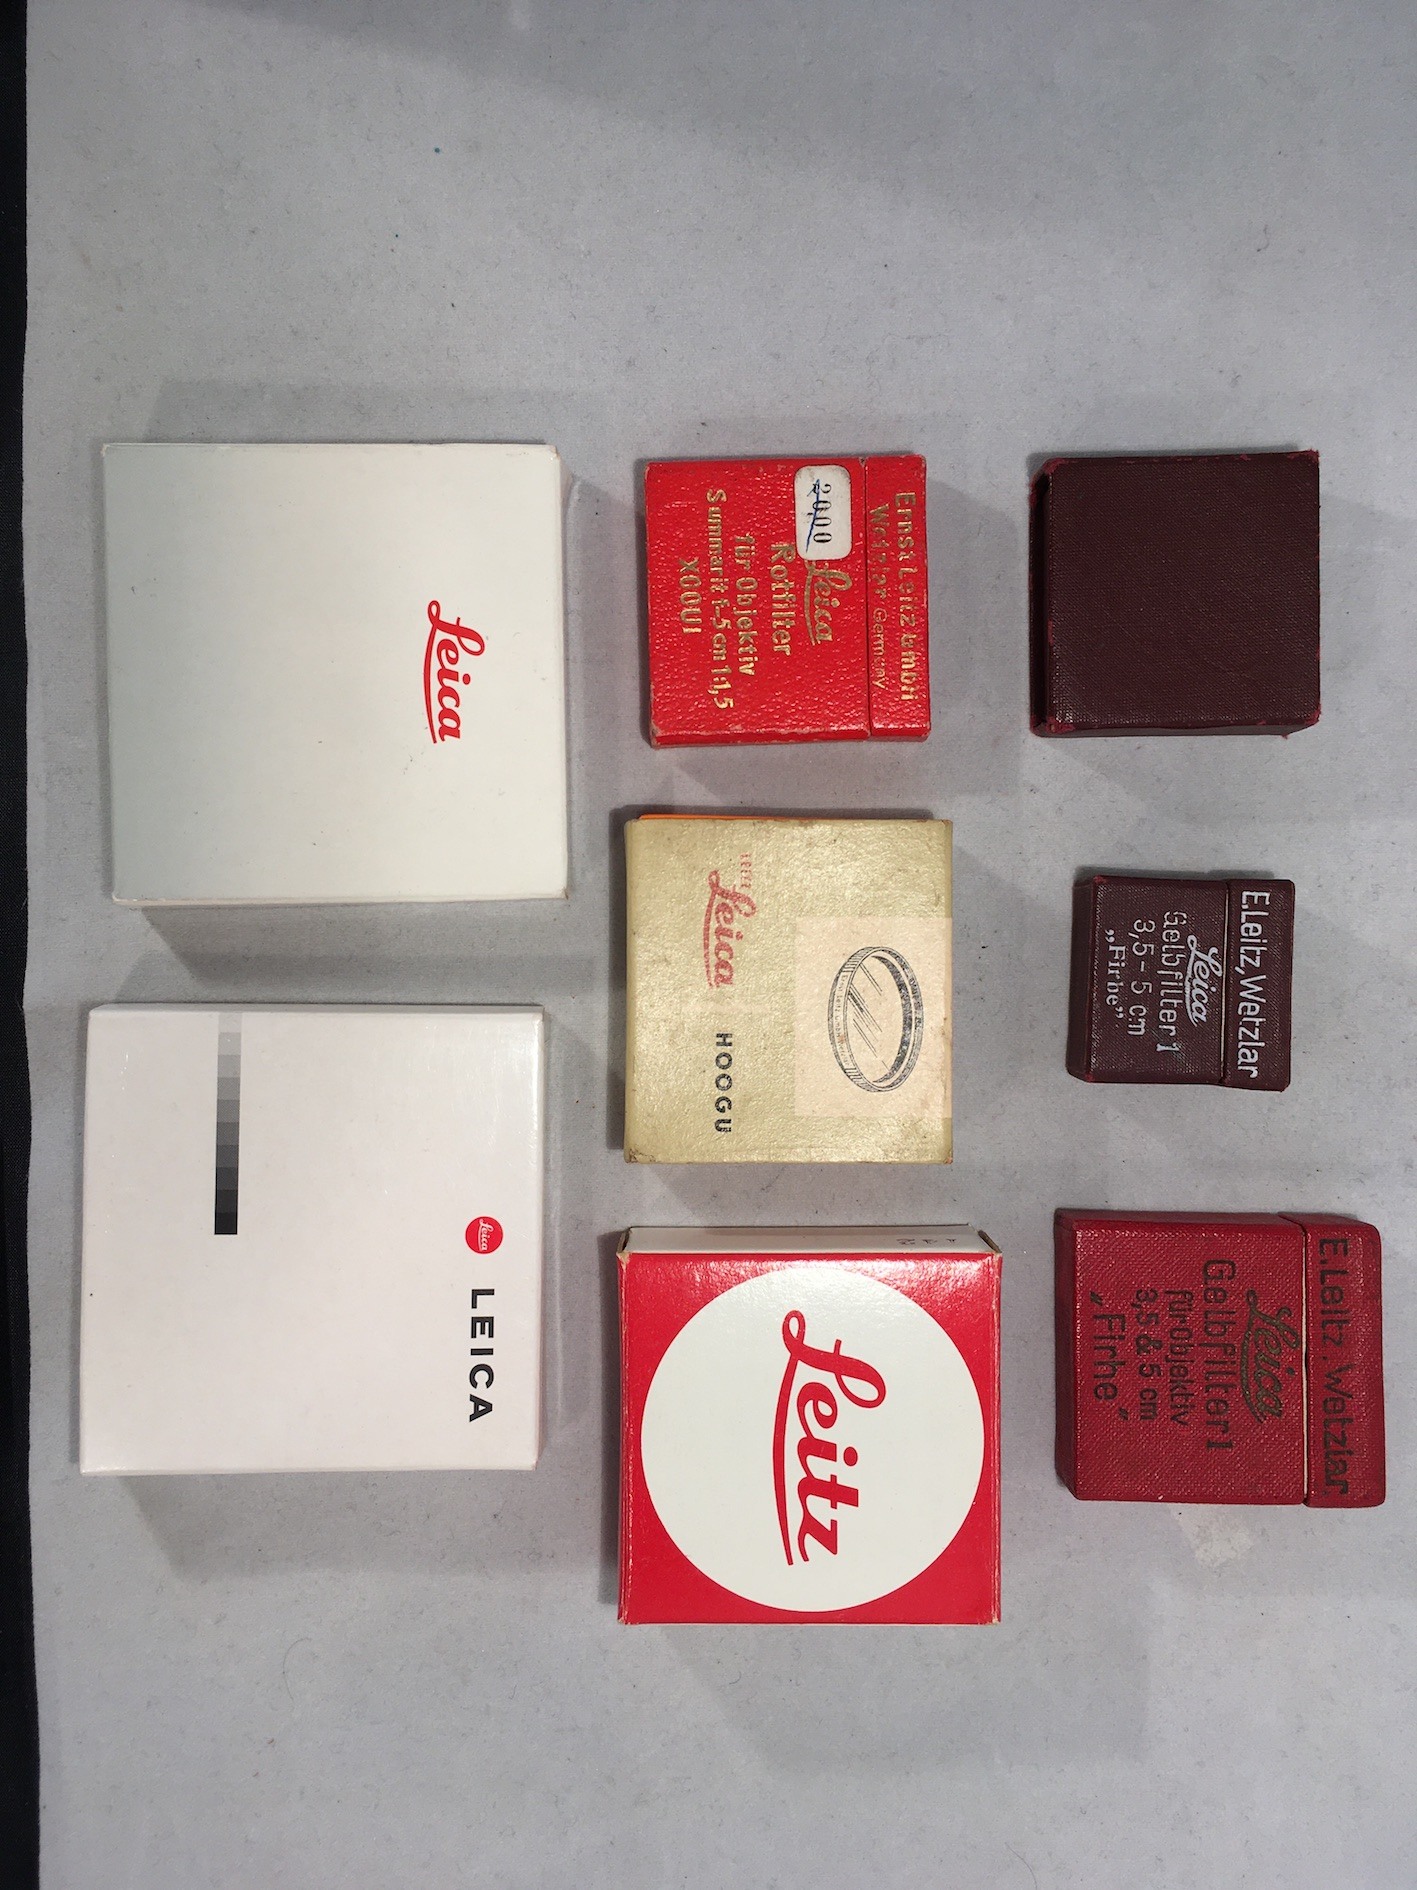 E.Leitz,Wetzlar
Leica
Gelbfilter 1
3,5-5 cm
„Firhe”
E.Leitz.Wetzlar
Leica
Gelbfilter 1
für Objektiv
3,5 & 5 cm
„Firhe"
Ernst Leitz GmbH
Wetzlar Germany
2000
Leica
Rotfilter
für Objektiv
Summarit f=5 cm 1:1,5
XOOUI
Leica HOOGU
Leitz
Leica
Leica LEICA